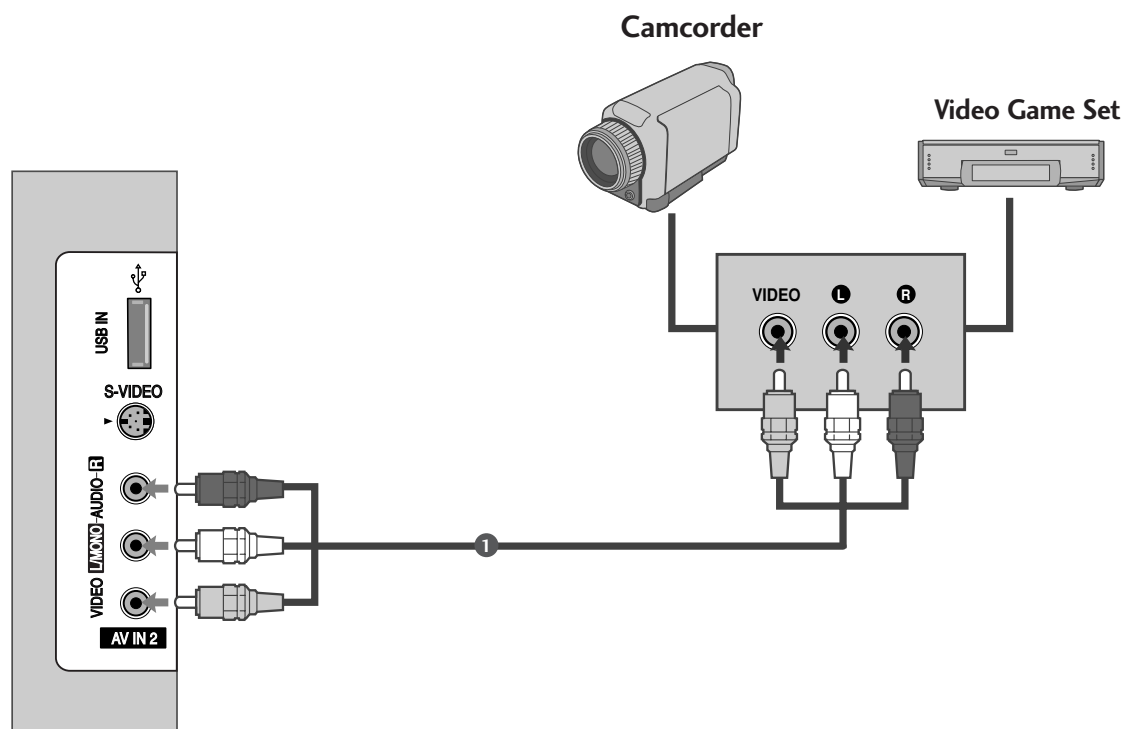 Camcorder
Video Game Set
VIDEO L R
USB IN
S-VIDEO
VIDEO L/MONO AUDIO R
AV IN 2
1